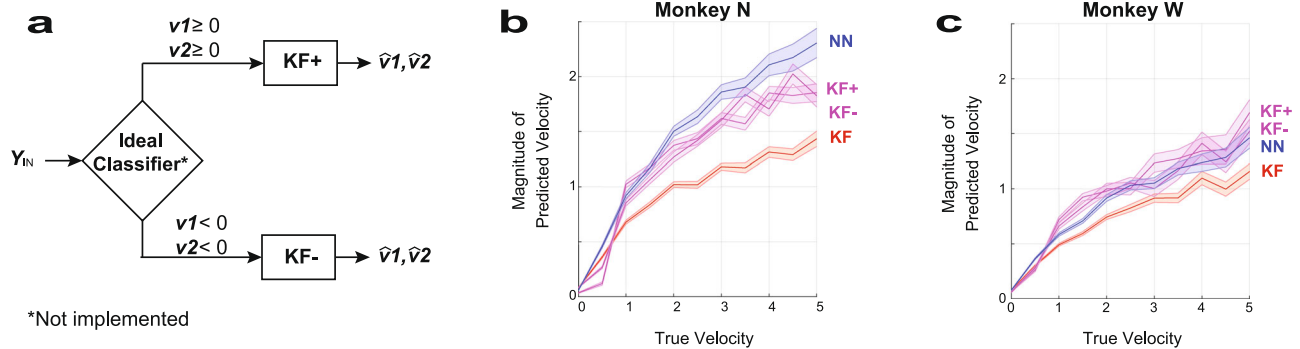 a
v1 ≥ 0
v2 ≥ 0
KF+
v̂1,v̂2
Y_IN
Ideal
Classifier*
v1 < 0
v2 < 0
KF-
v̂1,v̂2
*Not implemented
b
Monkey N
Magnitude of
Predicted Velocity
2
1
0
0 1 2 3 4 5
True Velocity
NN
KF+
KF-
KF
c
Monkey W
Magnitude of
Predicted Velocity
2
1
0
0 1 2 3 4 5
True Velocity
KF+
KF-
NN
KF